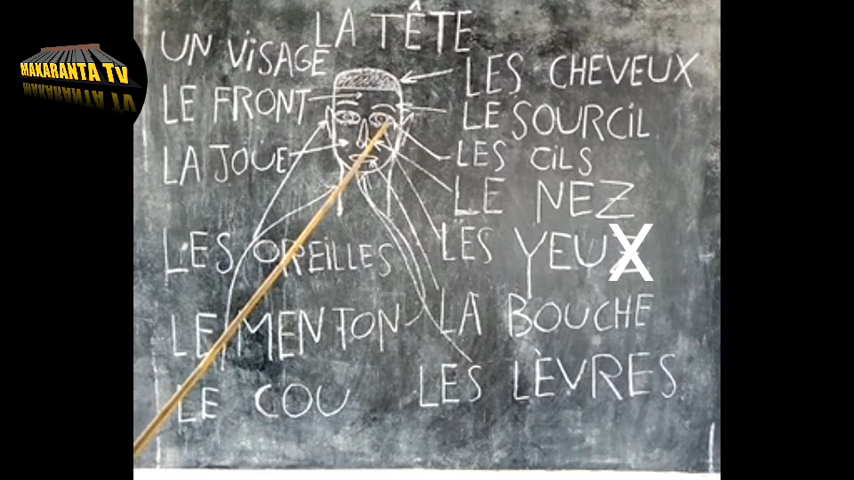 MAKARANTA TV
LA TÊTE
UN VISAGE
LES CHEVEUX
LE FRONT
LE SOURCIL
LA JOUE
LES CILS
LE NEZ
LES OREILLES
LES YEUX
LE MENTON
LA BOUCHE
LE COU
LES LÈVRES